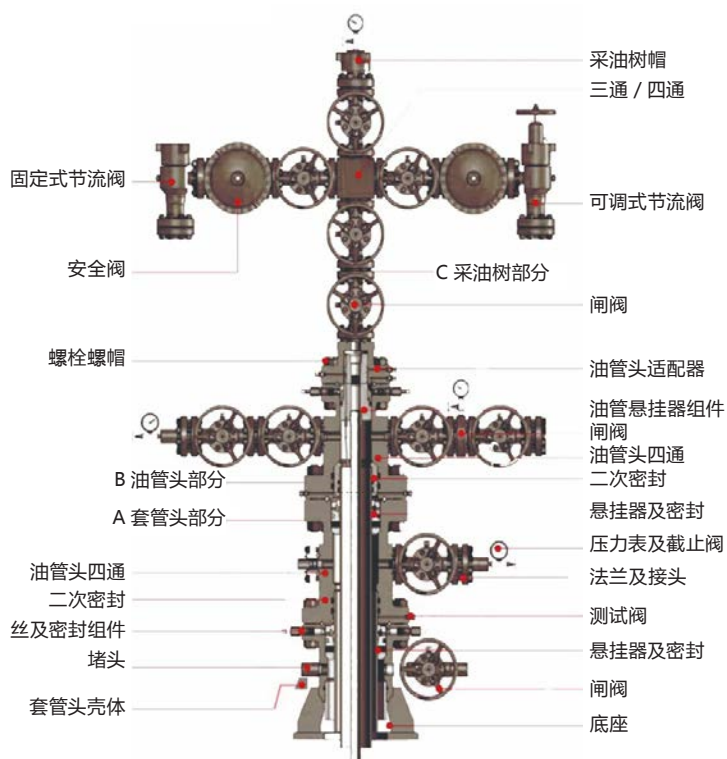 采油树帽
三通 / 四通
固定式节流阀
可调式节流阀
安全阀
C 采油树部分
闸阀
螺栓螺帽
油管头适配器
油管悬挂器组件
闸阀
油管头四通
B 油管头部分
二次密封
A 套管头部分
悬挂器及密封
压力表及截止阀
油管头四通
法兰及接头
二次密封
测试阀
丝及密封组件
悬挂器及密封
堵头
闸阀
套管头壳体
底座